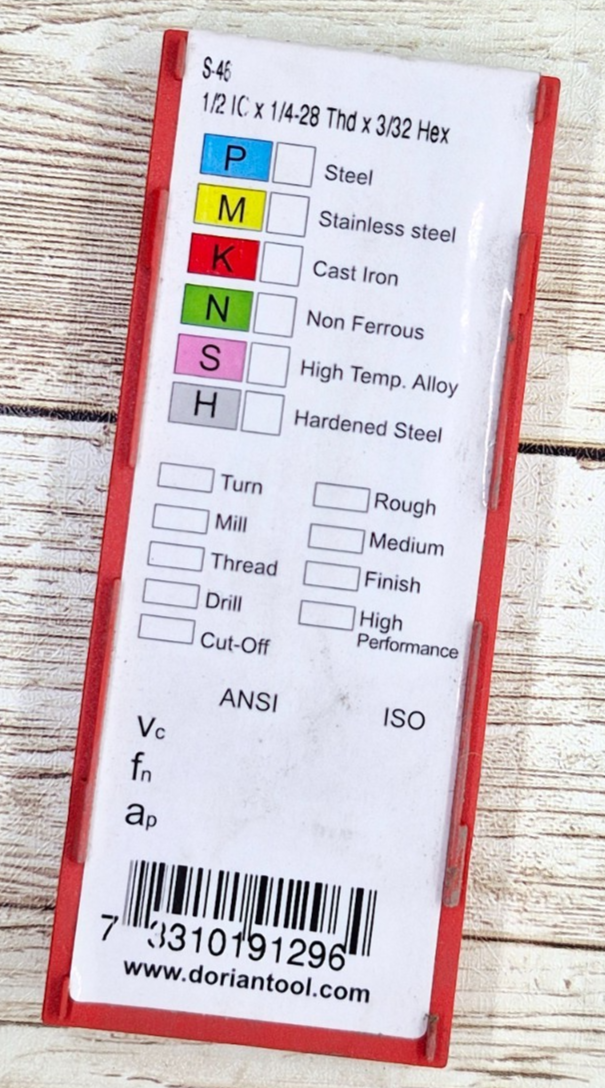 S-46
1/2 IC x 1/4-28 Thd x 3/32 Hex
P Steel
M Stainless steel
K Cast Iron
N Non Ferrous
S High Temp. Alloy
H Hardened Steel
Turn Rough
Mill Medium
Thread Finish
Drill High
Cut-Off Performance
ANSI ISO
Vc
fn
ap
7 3310191296
www.doriantool.com